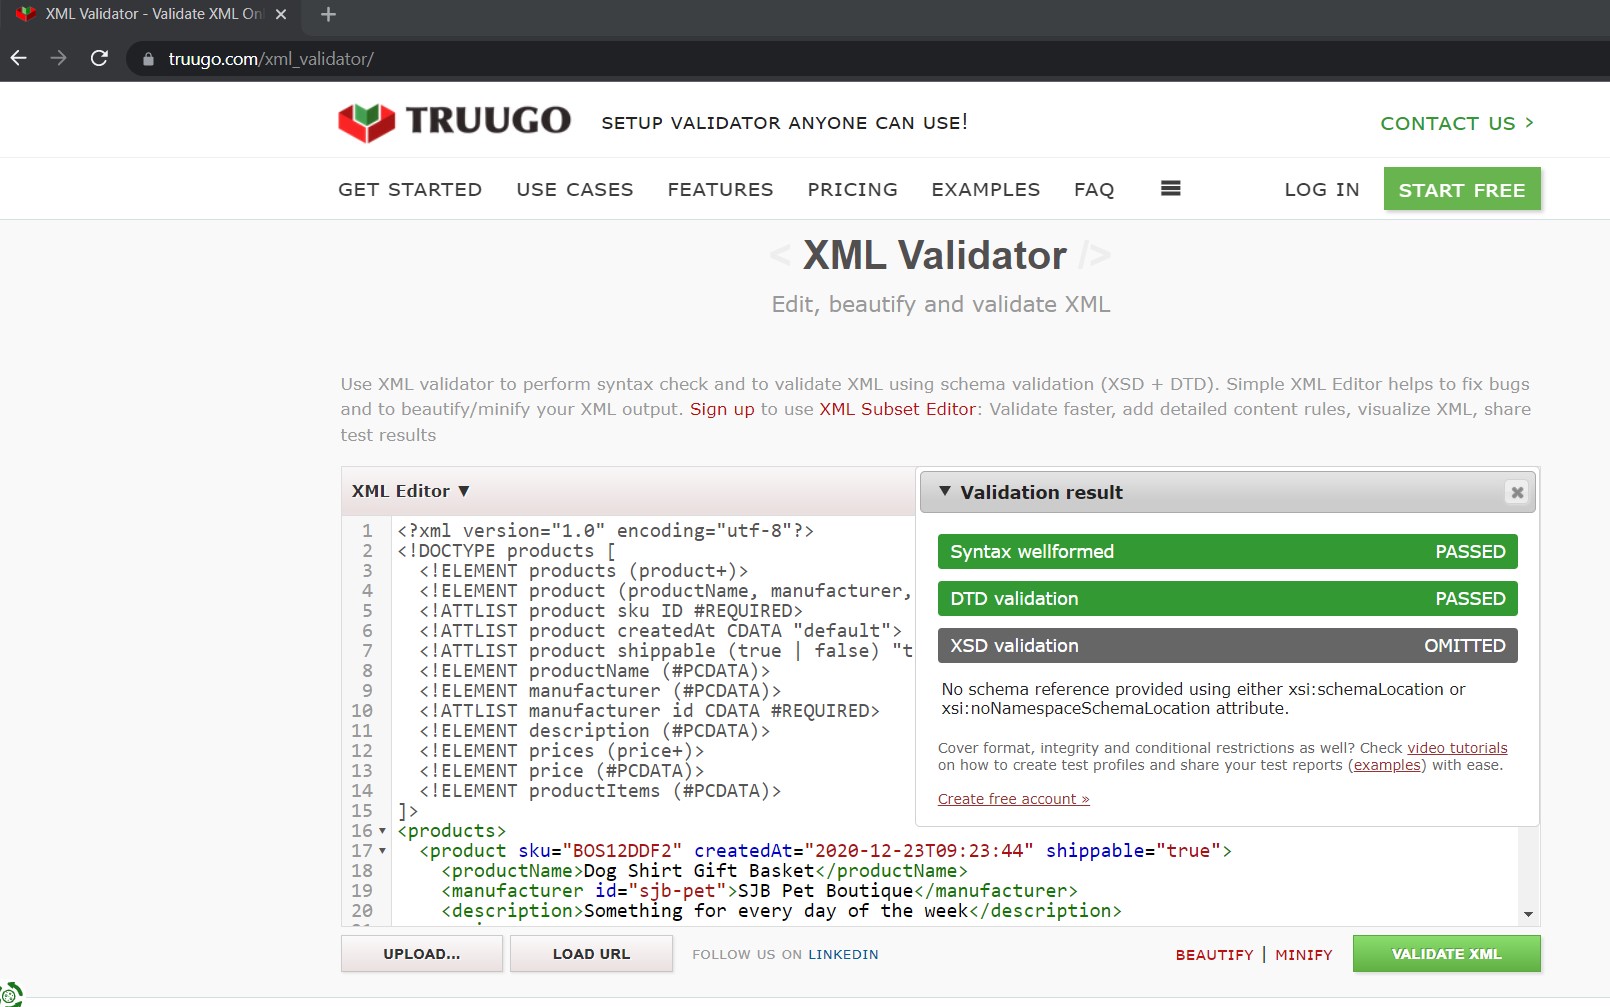 XML Validator - Validate XML On
truugo.com/xml_validator/
TRUUGO
SETUP VALIDATOR ANYONE CAN USE!
CONTACT US >
GET STARTED
USE CASES
FEATURES
PRICING
EXAMPLES
FAQ
LOG IN
START FREE
< XML Validator />
Edit, beautify and validate XML
Use XML validator to perform syntax check and to validate XML using schema validation (XSD + DTD). Simple XML Editor helps to fix bugs
and to beautify/minify your XML output. Sign up to use XML Subset Editor: Validate faster, add detailed content rules, visualize XML, share
test results
XML Editor ▼
1 <?xml version="1.0" encoding="utf-8"?>
2 <!DOCTYPE products [
3 <!ELEMENT products (product+)>
4 <!ELEMENT product (productName, manufacturer,
5 <!ATTLIST product sku ID #REQUIRED>
6 <!ATTLIST product createdAt CDATA "default">
7 <!ATTLIST product shippable (true | false) "t
8 <!ELEMENT productName (#PCDATA)>
9 <!ELEMENT manufacturer (#PCDATA)>
10 <!ATTLIST manufacturer id CDATA #REQUIRED>
11 <!ELEMENT description (#PCDATA)>
12 <!ELEMENT prices (price+)>
13 <!ELEMENT price (#PCDATA)>
14 <!ELEMENT productItems (#PCDATA)>
15 ]>
16 <products>
17 <product sku="BOS12DDF2" createdAt="2020-12-23T09:23:44" shippable="true">
18 <productName>Dog Shirt Gift Basket</productName>
19 <manufacturer id="sjb-pet">SJB Pet Boutique</manufacturer>
20 <description>Something for every day of the week</description>
▼ Validation result
Syntax wellformed PASSED
DTD validation PASSED
XSD validation OMITTED
No schema reference provided using either xsi:schemaLocation or
xsi:noNamespaceSchemaLocation attribute.
Cover format, integrity and conditional restrictions as well? Check video tutorials
on how to create test profiles and share your test reports (examples) with ease.
Create free account »
UPLOAD...
LOAD URL
FOLLOW US ON LINKEDIN
BEAUTIFY | MINIFY
VALIDATE XML